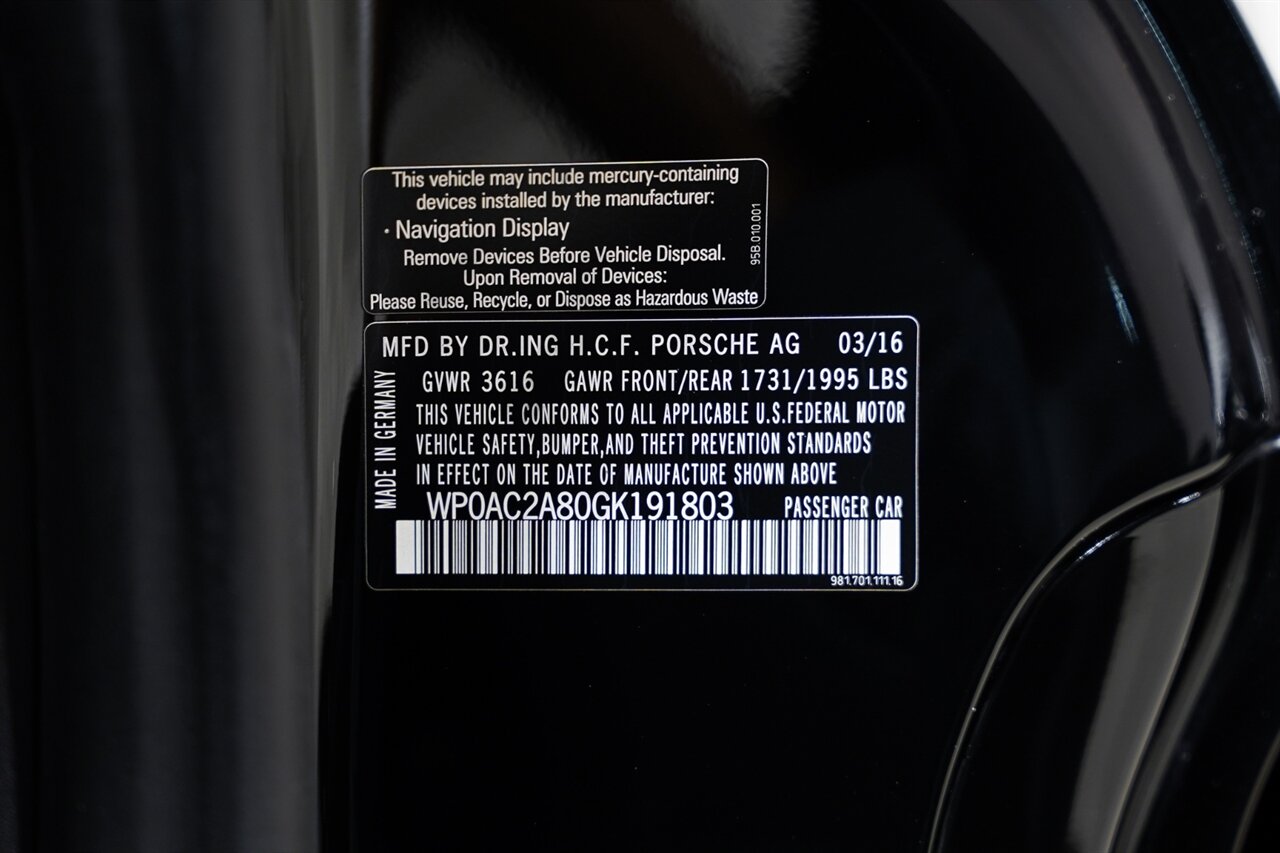 This vehicle may include mercury-containing
devices installed by the manufacturer:
· Navigation Display
Remove Devices Before Vehicle Disposal.
Upon Removal of Devices:
Please Reuse, Recycle, or Dispose as Hazardous Waste
95B.010.001
MFD BY DR.ING H.C.F. PORSCHE AG 03/16
GVWR 3616 GAWR FRONT/REAR 1731/1995 LBS
THIS VEHICLE CONFORMS TO ALL APPLICABLE U.S.FEDERAL MOTOR
VEHICLE SAFETY,BUMPER,AND THEFT PREVENTION STANDARDS
IN EFFECT ON THE DATE OF MANUFACTURE SHOWN ABOVE
MADE IN GERMANY
WP0AC2A80GK191803 PASSENGER CAR
981.701.111.16